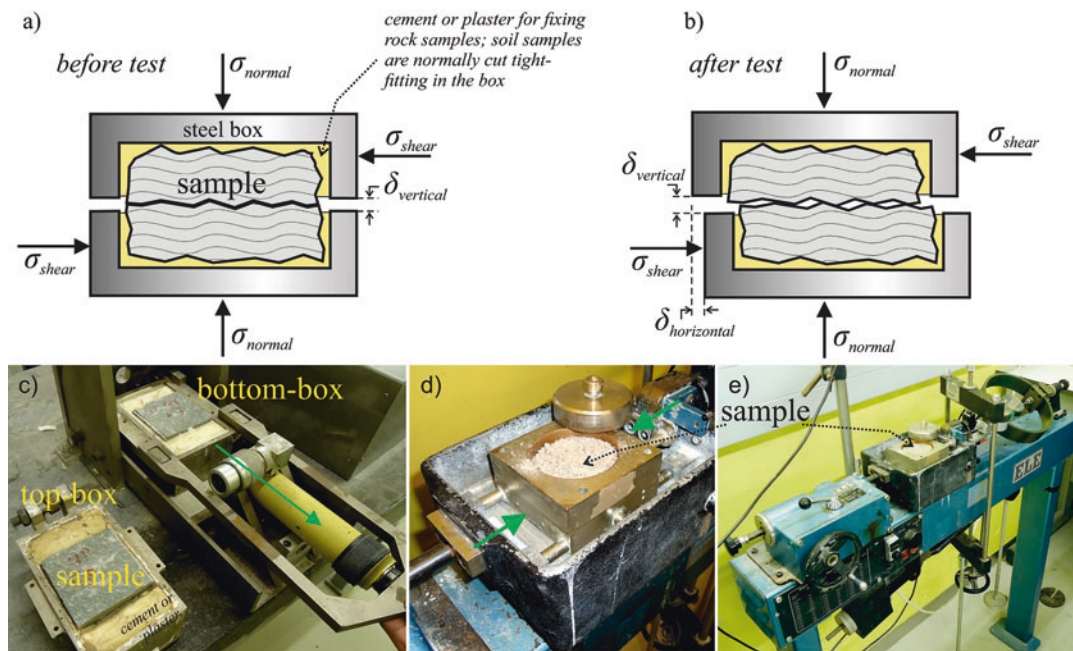 a)
before test
σnormal
cement or plaster for fixing
rock samples; soil samples
are normally cut tight-
fitting in the box
steel box
σshear
sample
δvertical
σshear
σnormal
b)
after test
σnormal
σshear
δvertical
σshear
δhorizontal
σnormal
c)
bottom-box
top-box
sample
cement or
plaster
d)
sample
e)
ELE